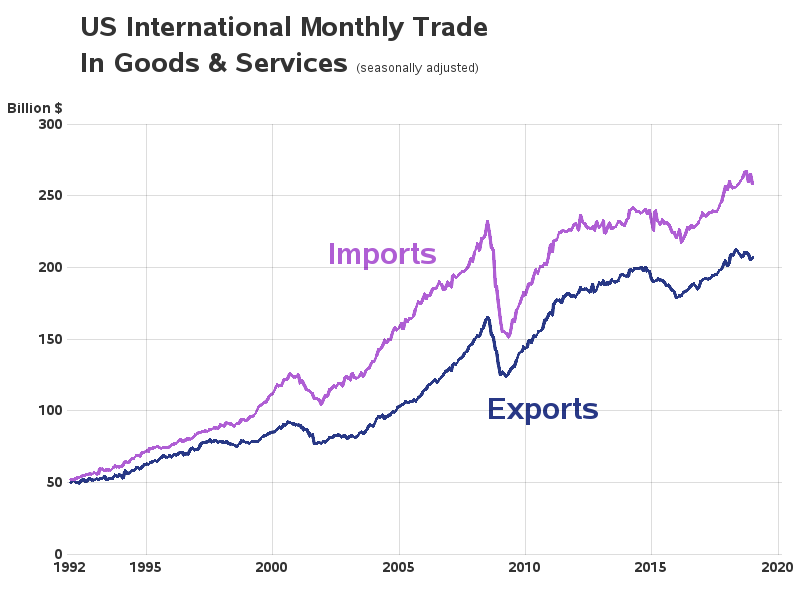 US International Monthly Trade
In Goods & Services (seasonally adjusted)
Billion $
300
250
200
150
100
50
0
Imports
Exports
1992 1995 2000 2005 2010 2015 2020